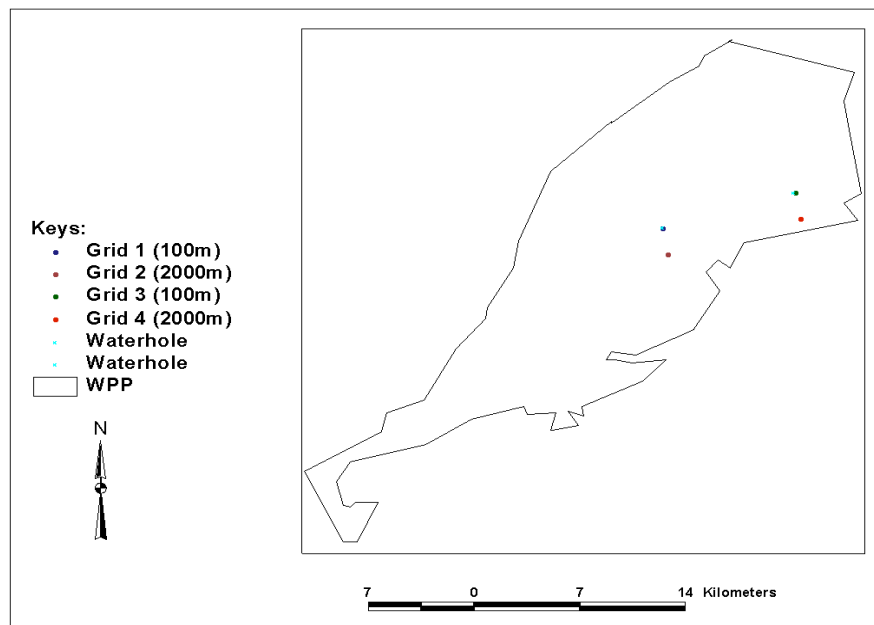 Keys:
Grid 1 (100m)
Grid 2 (2000m)
Grid 3 (100m)
Grid 4 (2000m)
Waterhole
Waterhole
WPP
N
7 0 7 14 Kilometers